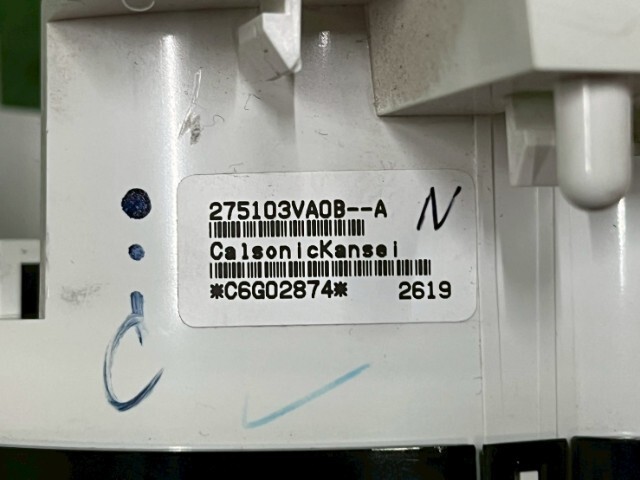 275103VA0B--A
N
CalsonicKansei
*C6G02874* 2619